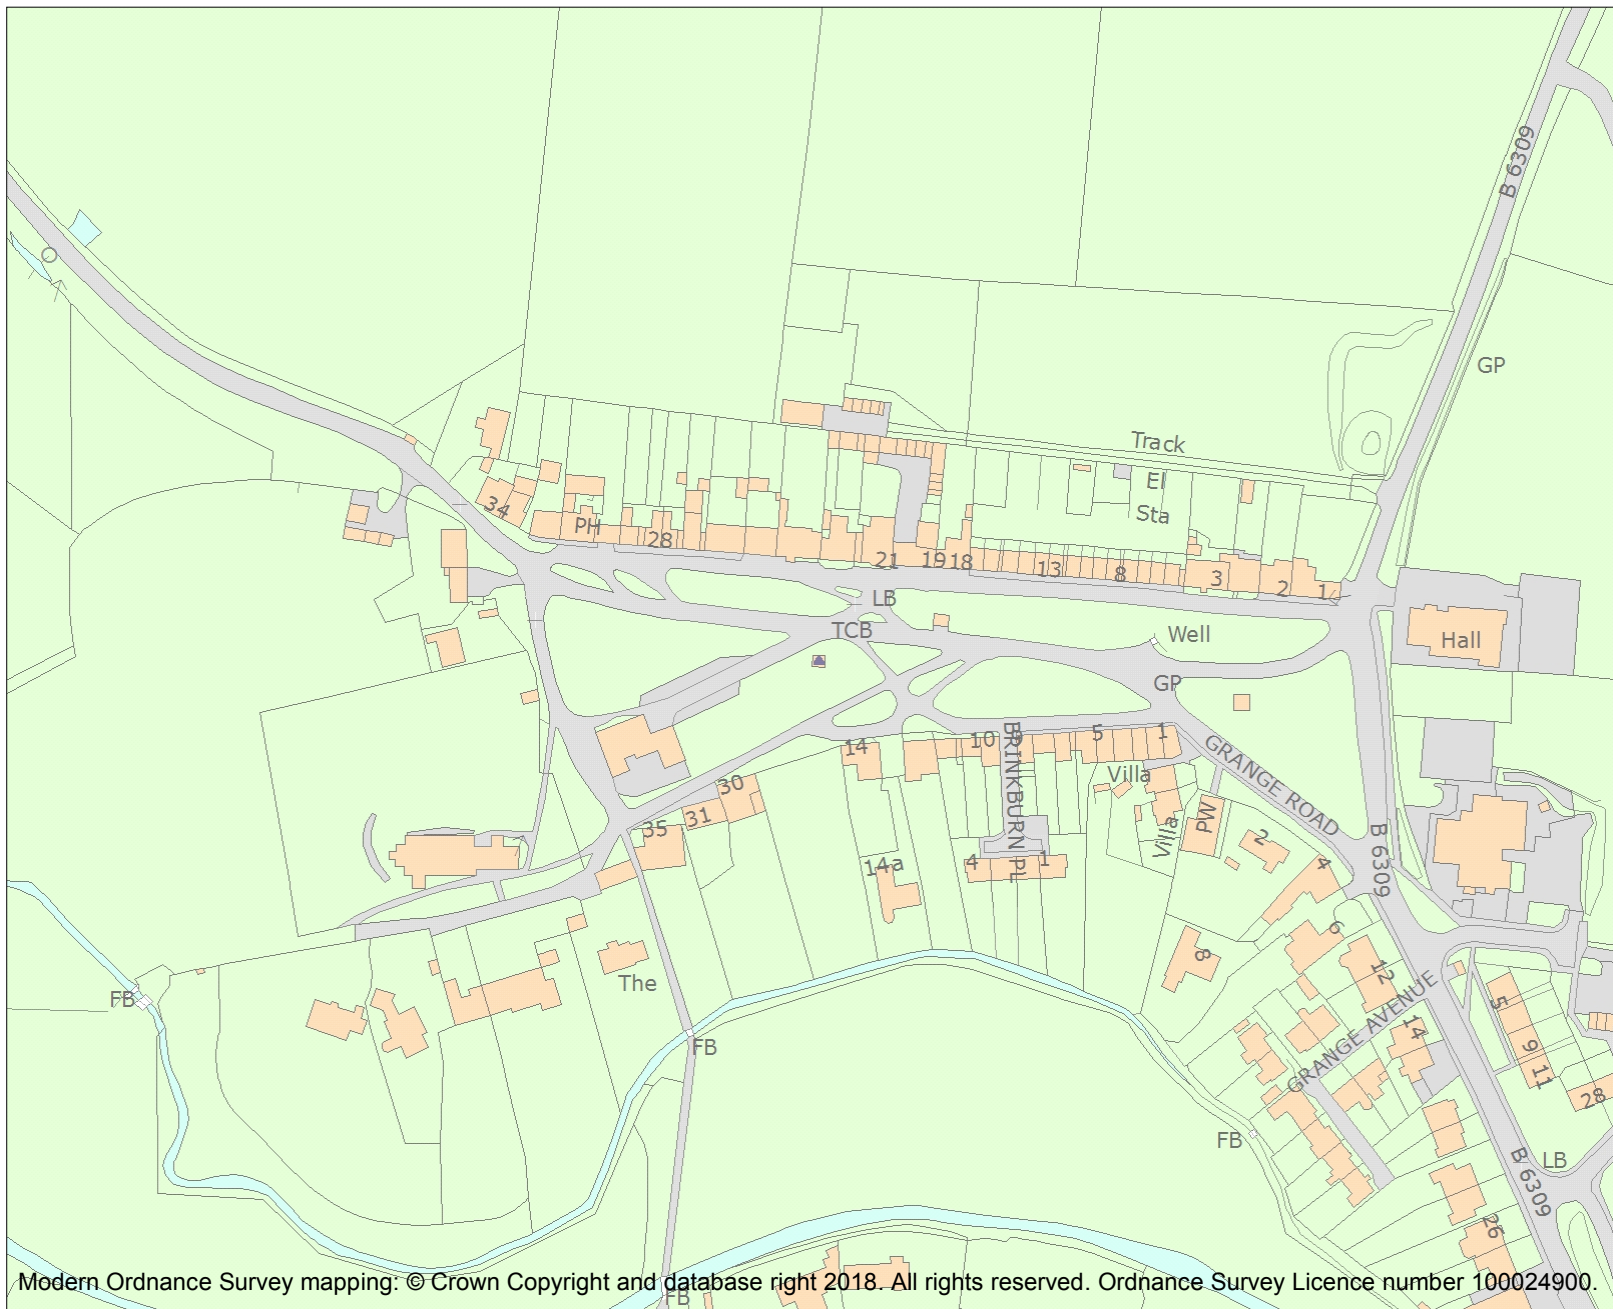 B 6309
GP
Track
El
Sta
34
PH
28
21
19
18
13
8
3
2
1
LB
TCB
Well
Hall
GP
14
10
9
5
1
BRINKBURN PL
GRANGE ROAD
Villa
30
31
35
Villa
PW
2
4
B 6309
14a
4
1
6
8
12
The
FB
FB
GRANGE AVENUE
14
5
9
11
28
FB
LB
B 6309
26
FB
Modern Ordnance Survey mapping: © Crown Copyright and database right 2018. All rights reserved. Ordnance Survey Licence number 100024900.